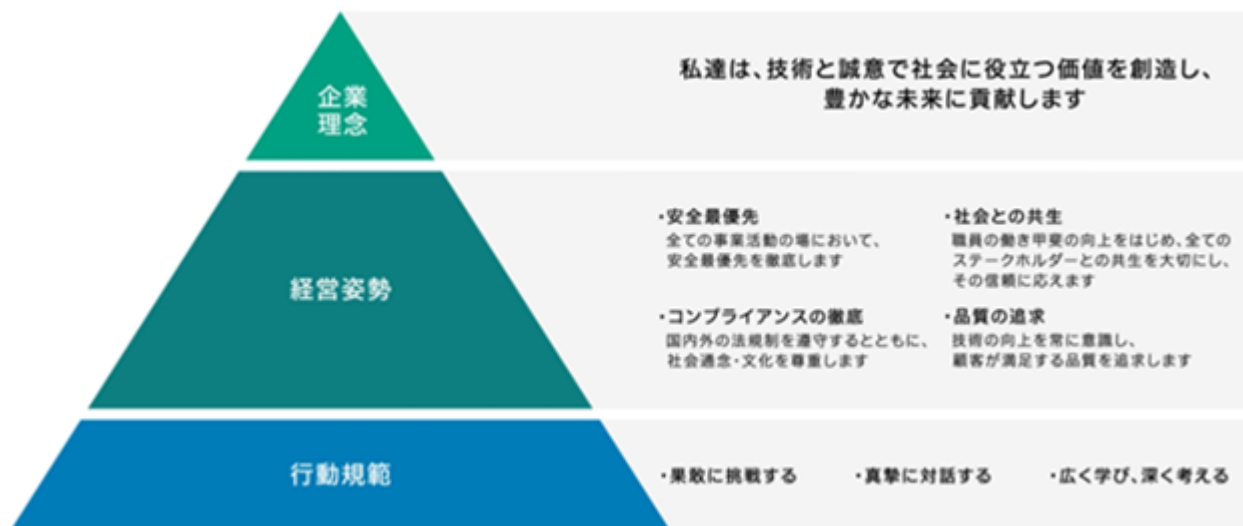 企業
理念
私達は、技術と誠意で社会に役立つ価値を創造し、
豊かな未来に貢献します
経営姿勢
・安全最優先
全ての事業活動の場において、
安全最優先を徹底します
・社会との共生
職員の働き甲斐の向上をはじめ、全ての
ステークホルダーとの共生を大切にし、
その信頼に応えます
・コンプライアンスの徹底
国内外の法規制を遵守するとともに、
社会通念・文化を尊重します
・品質の追求
技術の向上を常に意識し、
顧客が満足する品質を追求します
行動規範
・果敢に挑戦する
・真摯に対話する
・広く学び、深く考える